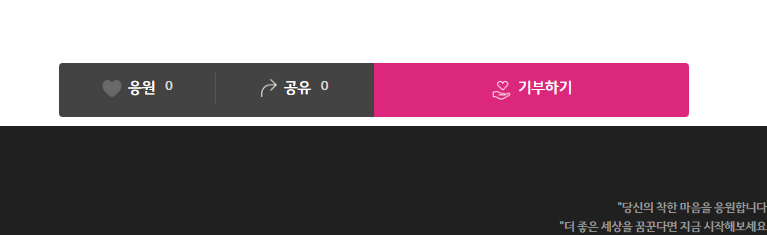 응원 0 공유 0 기부하기
"당신의 착한 마음을 응원합니다
"더 좋은 세상을 꿈꾼다면 지금 시작해보세요